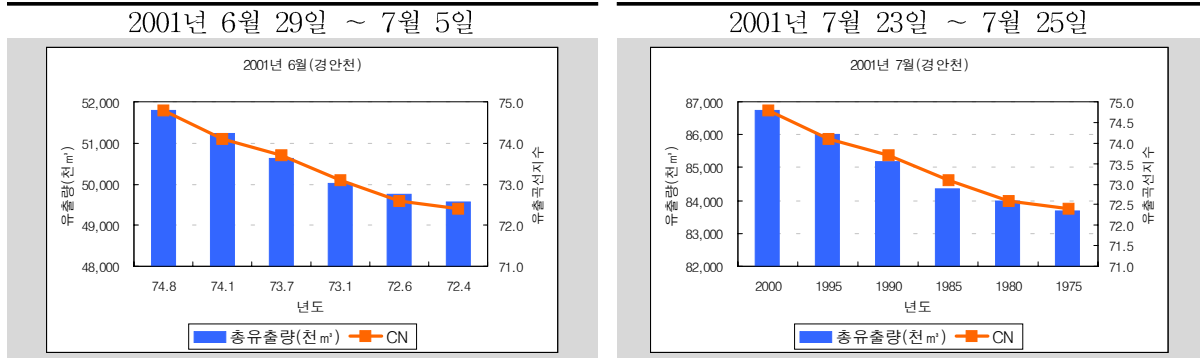 2001년 6월 29일 ~ 7월 5일
2001년 6월(경안천)
유출량(천㎥)
52,000
51,000
50,000
49,000
48,000
75.0
74.0
73.0
72.0
71.0
유출곡선지수
74.8 74.1 73.7 73.1 72.6 72.4
년도
총유출량(천㎥) CN
2001년 7월 23일 ~ 7월 25일
2001년 7월(경안천)
유출량(천㎥)
87,000
86,000
85,000
84,000
83,000
82,000
75.0
74.5
74.0
73.5
73.0
72.5
72.0
71.5
71.0
유출곡선지수
2000 1995 1990 1985 1980 1975
년도
총유출량(천㎥) CN